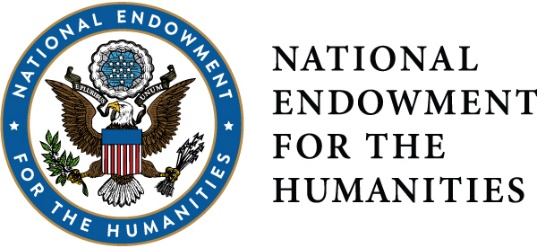 NATIONAL ENDOWMENT
FOR THE HUMANITIES
E PLURIBUS UNUM
NATIONAL
ENDOWMENT
FOR THE
HUMANITIES